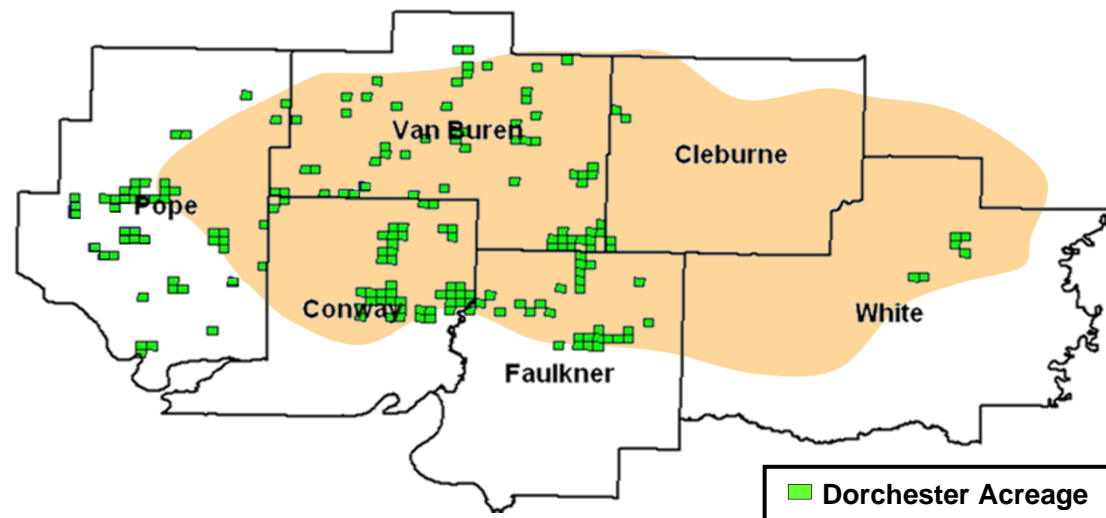 Van Buren
Cleburne
Pope
Conway
White
Faulkner
Dorchester Acreage